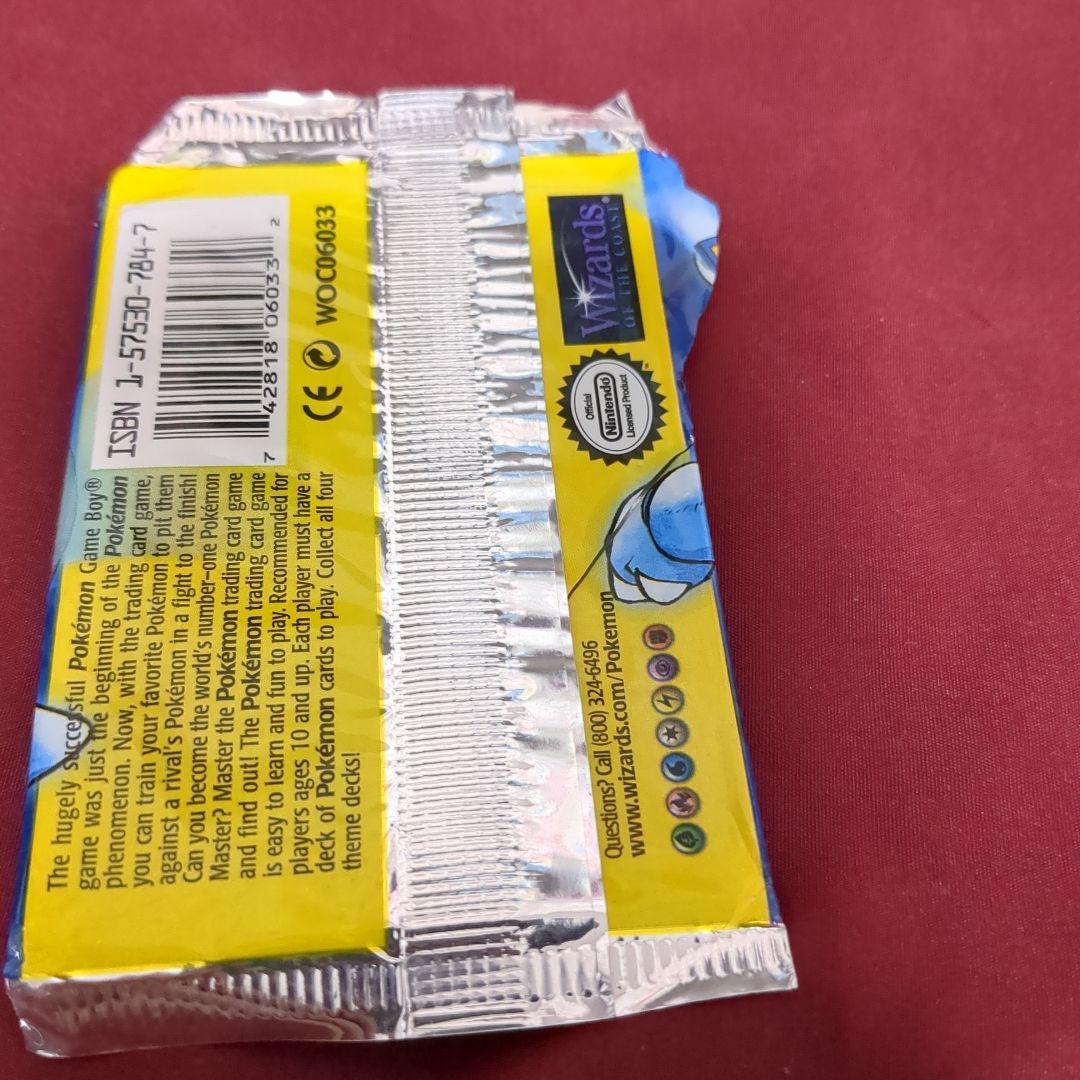 ISBN 1-57530-784-7
7 42818 06033 2
CE WOC06033
The hugely successful Pokémon Game Boy®
game was just the beginning of the Pokémon
phenomenon. Now, with the trading card game,
you can train your favorite Pokémon to pit them
against a rival's Pokémon in a fight to the finish!
Can you become the world's number-one Pokémon
Master? Master the Pokémon trading card game
and find out! The Pokémon trading card game
is easy to learn and fun to play. Recommended for
players ages 10 and up. Each player must have a
deck of Pokémon cards to play. Collect all four
theme decks!
Wizards®
OF THE COAST
Official
Nintendo
Licensed Product
TM
Questions? Call (800) 324-6496
www.wizards.com/Pokemon